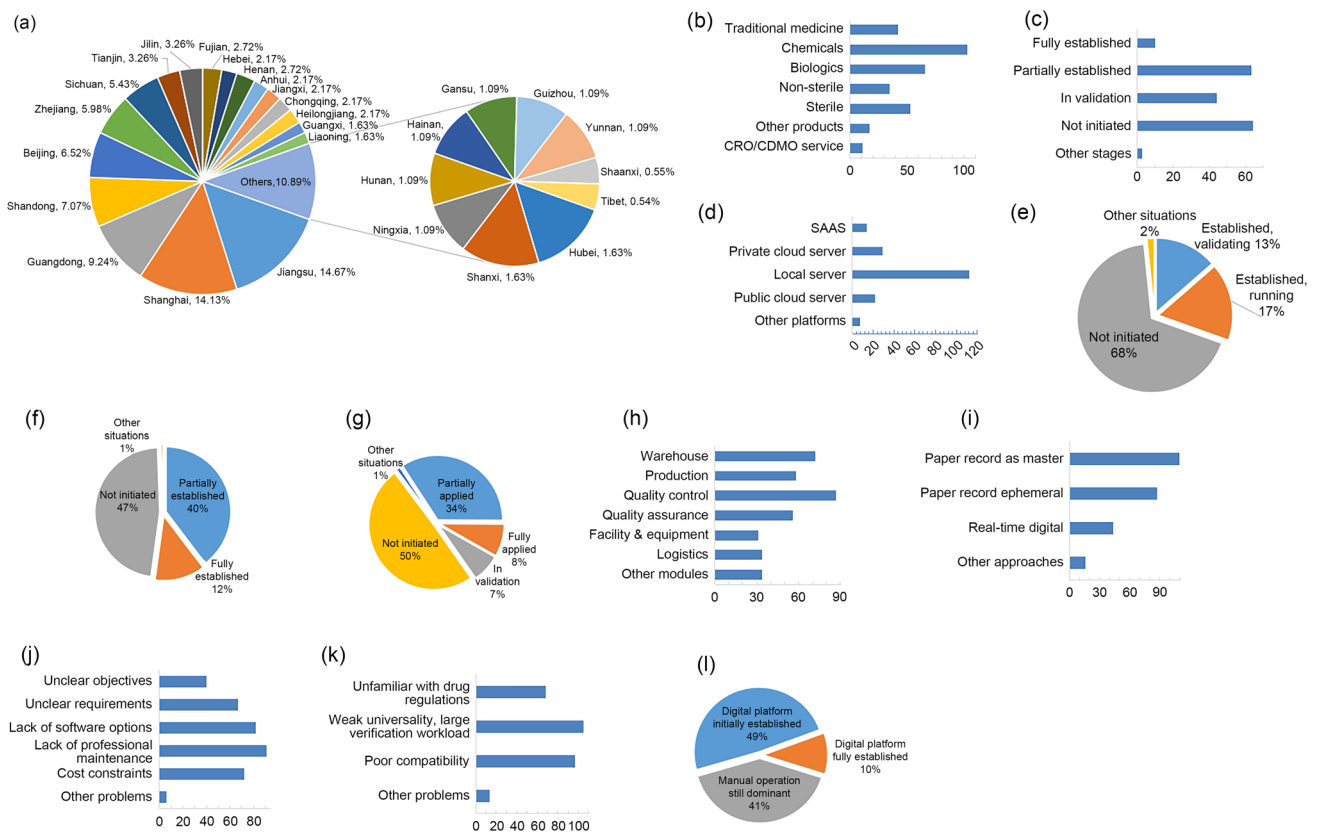 (a)
Jilin, 3.26%
Fujian, 2.72%
Tianjin, 3.26%
Hebei, 2.17%
Henan, 2.72%
Sichuan, 5.43%
Anhui, 2.17%
Jiangxi, 2.17%
Zhejiang, 5.98%
Chongqing, 2.17%
Heilongjiang, 2.17%
Guangxi, 1.63%
Liaoning, 1.63%
Beijing, 6.52%
Others,10.89%
Shandong, 7.07%
Guangdong, 9.24%
Jiangsu, 14.67%
Shanghai, 14.13%
Gansu, 1.09%
Guizhou, 1.09%
Hainan,
1.09%
Yunnan, 1.09%
Hunan, 1.09%
Shaanxi, 0.55%
Tibet, 0.54%
Ningxia, 1.09%
Hubei, 1.63%
Shanxi, 1.63%
(b)
Traditional medicine
Chemicals
Biologics
Non-sterile
Sterile
Other products
CRO/CDMO service
0 50 100
(c)
Fully established
Partially established
In validation
Not initiated
Other stages
0 20 40 60
(d)
SAAS
Private cloud server
Local server
Public cloud server
Other platforms
0 20 40 60 80 100 120
(e)
Other situations
2%
Established,
validating 13%
Established,
running
17%
Not initiated
68%
(f)
Other
situations
1%
Partially
established
40%
Not initiated
47%
Fully
established
12%
(g)
Other
situations
1%
Partially
applied
34%
Not initiated
50%
Fully
applied
8%
In
validation
7%
(h)
Warehouse
Production
Quality control
Quality assurance
Facility & equipment
Logistics
Other modules
0 30 60 90
(i)
Paper record as master
Paper record ephemeral
Real-time digital
Other approaches
0 30 60 90
(j)
Unclear objectives
Unclear requirements
Lack of software options
Lack of professional
maintenance
Cost constraints
Other problems
0 20 40 60 80
(k)
Unfamiliar with drug
regulations
Weak universality, large
verification workload
Poor compatibility
Other problems
0 20 40 60 80 100
(l)
Digital platform
initially established
49%
Digital platform
fully established
10%
Manual operation
still dominant
41%